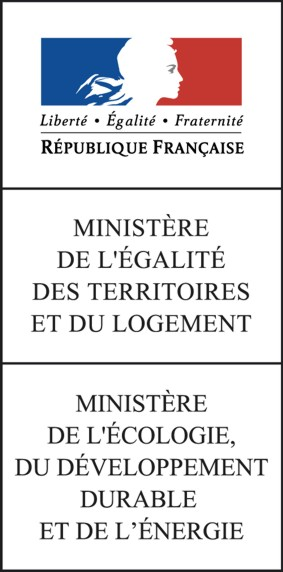 Liberté • Égalité • Fraternité
RÉPUBLIQUE FRANÇAISE
MINISTÈRE
DE L'ÉGALITÉ
DES TERRITOIRES
ET DU LOGEMENT
MINISTÈRE
DE L'ÉCOLOGIE,
DU DÉVELOPPEMENT
DURABLE
ET DE L’ÉNERGIE